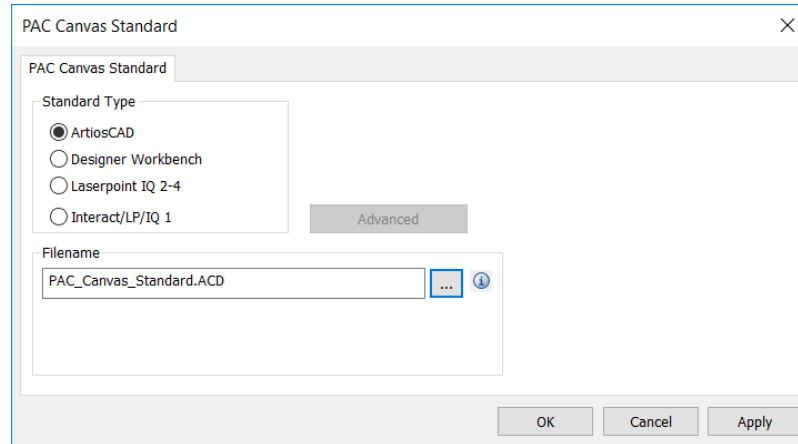 PAC Canvas Standard
PAC Canvas Standard
Standard Type
ArtiosCAD
Designer Workbench
Laserpoint IQ 2-4
Interact/LP/IQ 1
Advanced
Filename
PAC_Canvas_Standard.ACD
...
i
OK
Cancel
Apply